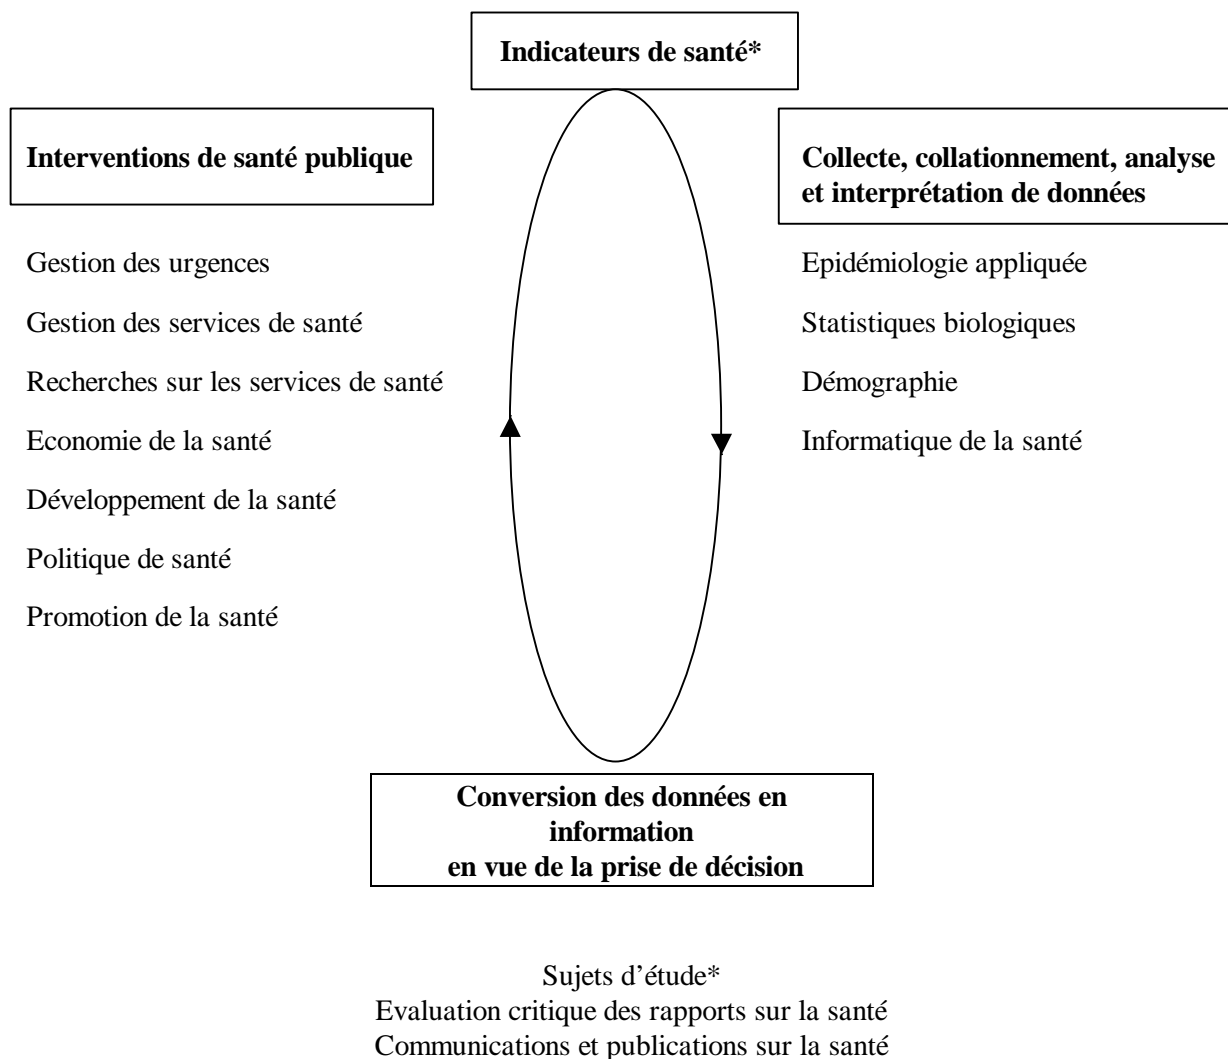 Indicateurs de santé*
Interventions de santé publique
Gestion des urgences
Gestion des services de santé
Recherches sur les services de santé
Economie de la santé
Développement de la santé
Politique de santé
Promotion de la santé
Collecte, collationnement, analyse
et interprétation de données
Epidémiologie appliquée
Statistiques biologiques
Démographie
Informatique de la santé
Conversion des données en
information
en vue de la prise de décision
Sujets d’étude*
Evaluation critique des rapports sur la santé
Communications et publications sur la santé